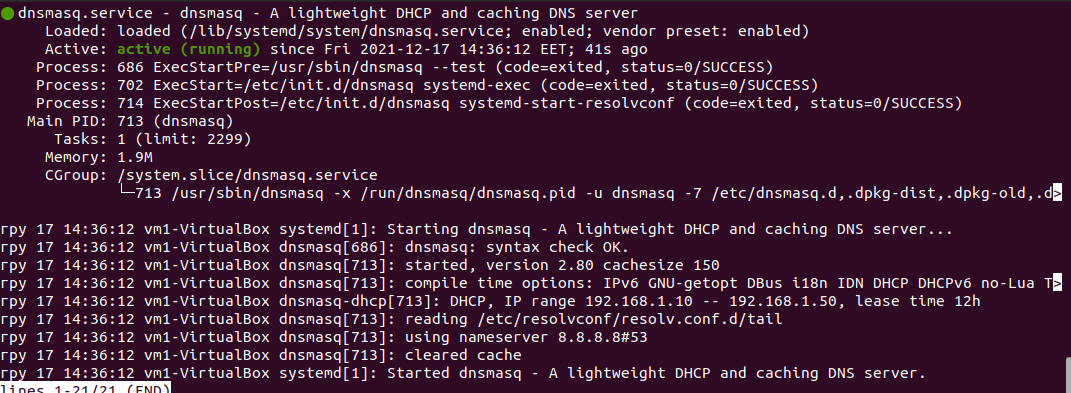 dnsmasq.service - dnsmasq - A lightweight DHCP and caching DNS server
Loaded: loaded (/lib/systemd/system/dnsmasq.service; enabled; vendor preset: enabled)
Active: active (running) since Fri 2021-12-17 14:36:12 EET; 41s ago
Process: 686 ExecStartPre=/usr/sbin/dnsmasq --test (code=exited, status=0/SUCCESS)
Process: 702 ExecStart=/etc/init.d/dnsmasq systemd-exec (code=exited, status=0/SUCCESS)
Process: 714 ExecStartPost=/etc/init.d/dnsmasq systemd-start-resolvconf (code=exited, status=0/SUCCESS)
Main PID: 713 (dnsmasq)
Tasks: 1 (limit: 2299)
Memory: 1.9M
CGroup: /system.slice/dnsmasq.service
└─713 /usr/sbin/dnsmasq -x /run/dnsmasq/dnsmasq.pid -u dnsmasq -7 /etc/dnsmasq.d,.dpkg-dist,.dpkg-old,.d>
гру 17 14:36:12 vm1-VirtualBox systemd[1]: Starting dnsmasq - A lightweight DHCP and caching DNS server...
гру 17 14:36:12 vm1-VirtualBox dnsmasq[686]: dnsmasq: syntax check OK.
гру 17 14:36:12 vm1-VirtualBox dnsmasq[713]: started, version 2.80 cachesize 150
гру 17 14:36:12 vm1-VirtualBox dnsmasq[713]: compile time options: IPv6 GNU-getopt DBus i18n IDN DHCP DHCPv6 no-Lua T>
гру 17 14:36:12 vm1-VirtualBox dnsmasq-dhcp[713]: DHCP, IP range 192.168.1.10 -- 192.168.1.50, lease time 12h
гру 17 14:36:12 vm1-VirtualBox dnsmasq[713]: reading /etc/resolvconf/resolv.conf.d/tail
гру 17 14:36:12 vm1-VirtualBox dnsmasq[713]: using nameserver 8.8.8.8#53
гру 17 14:36:12 vm1-VirtualBox dnsmasq[713]: cleared cache
гру 17 14:36:12 vm1-VirtualBox systemd[1]: Started dnsmasq - A lightweight DHCP and caching DNS server.
lines 1-21/21 (END)